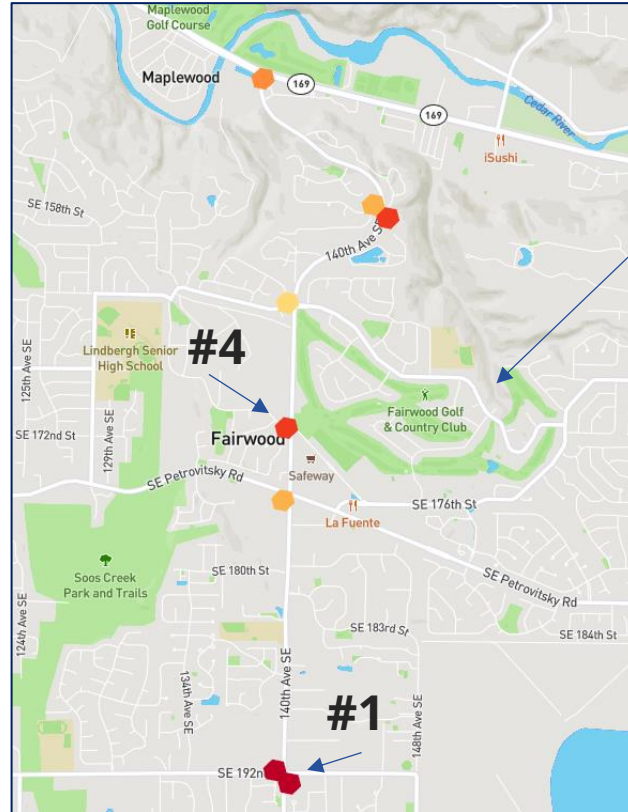 Maplewood
Golf Course
Maplewood
169
169
Cedar
River
iSushi
SE 158th St
140th Ave SE
Lindbergh Senior
High School
#4
125th Ave SE
129th Ave SE
SE 172nd St
Fairwood
Fairwood Golf
& Country Club
Safeway
SE Petrovitsky Rd
SE 176th St
La Fuente
Soos Creek
Park and Trails
SE 180th St
SE Petrovitsky Rd
124th Ave SE
134th Ave SE
140th Ave SE
SE 183rd St
SE 184th St
148th Ave SE
#1
SE 192n